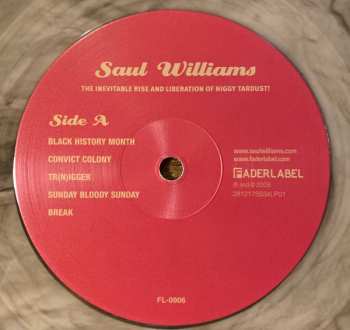 Saul Williams
THE INEVITABLE RISE AND LIBERATION OF NIGGY TARDUST!
Side A
BLACK HISTORY MONTH
CONVICT COLONY
TR(N)IGGER
SUNDAY BLOODY SUNDAY
BREAK
www.saulwilliams.com
www.faderlabel.com
FADERLABEL
FL-0906